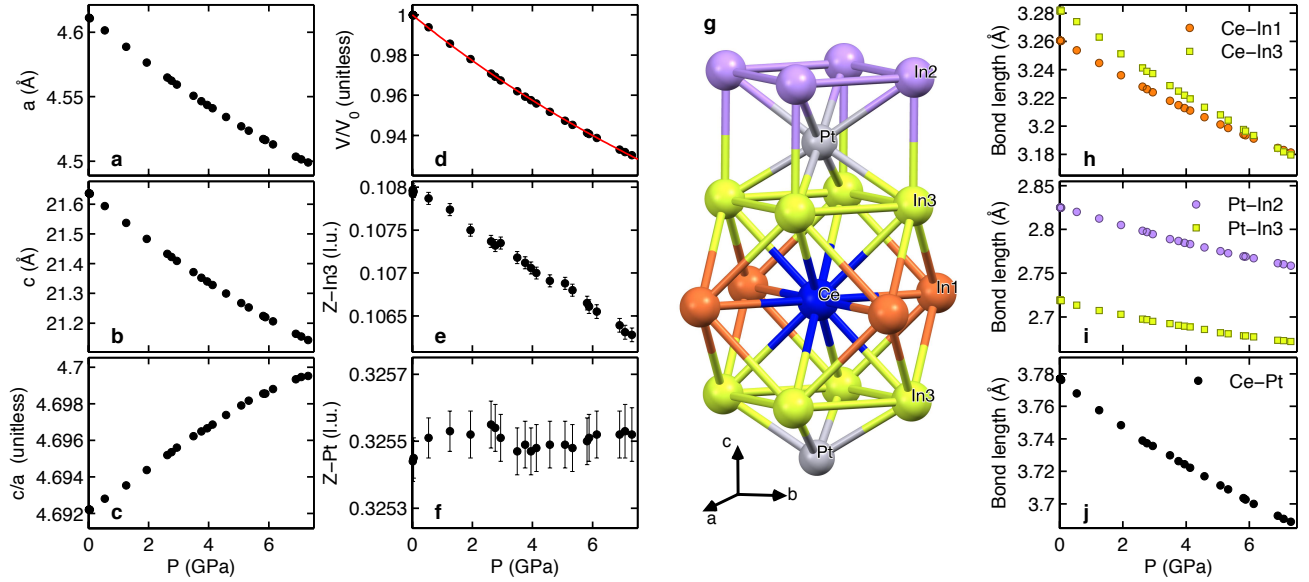 4.6
4.55
4.5
a (Å)
a
21.6
21.5
21.4
21.3
21.2
c (Å)
b
4.7
4.698
4.696
4.694
4.692
c/a (unitless)
c
0 2 4 6
P (GPa)
1
0.98
0.96
0.94
V/V0 (unitless)
d
0.108
0.1075
0.107
0.1065
Z−In3 (l.u.)
e
0.3257
0.3255
0.3253
Z−Pt (l.u.)
f
0 2 4 6
P (GPa)
g
In2
Pt
In3
Ce
In1
In3
Pt
c
b
a
3.28
3.26
3.24
3.22
3.2
3.18
Bond length (Å)
Ce−In1
Ce−In3
h
2.85
2.8
2.75
2.7
Bond length (Å)
Pt−In2
Pt−In3
i
3.78
3.76
3.74
3.72
3.7
Bond length (Å)
Ce−Pt
j
0 2 4 6
P (GPa)